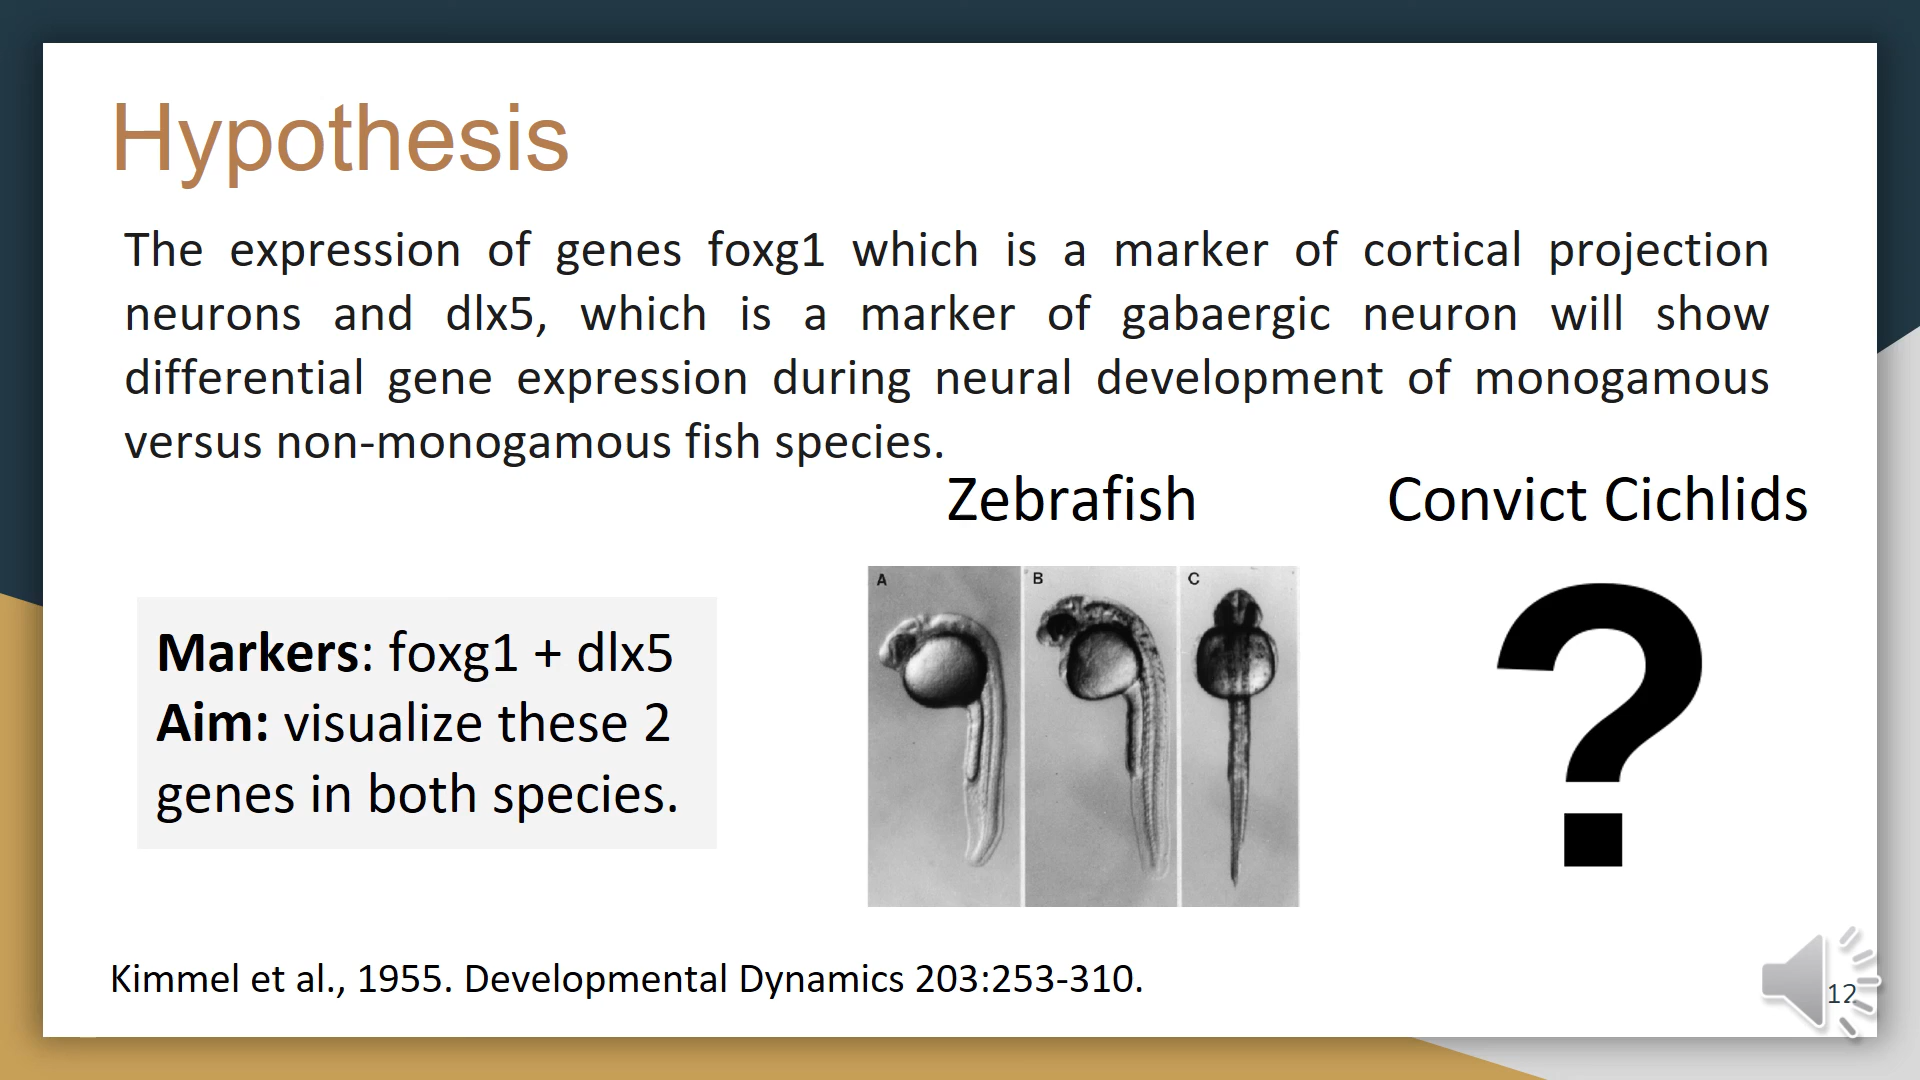 Hypothesis
The expression of genes foxg1 which is a marker of cortical projection
neurons and dlx5, which is a marker of gabaergic neuron will show
differential gene expression during neural development of monogamous
versus non-monogamous fish species.
Zebrafish
Convict Cichlids
A
B
C
?
Markers: foxg1 + dlx5
Aim: visualize these 2
genes in both species.
Kimmel et al., 1955. Developmental Dynamics 203:253-310.
12